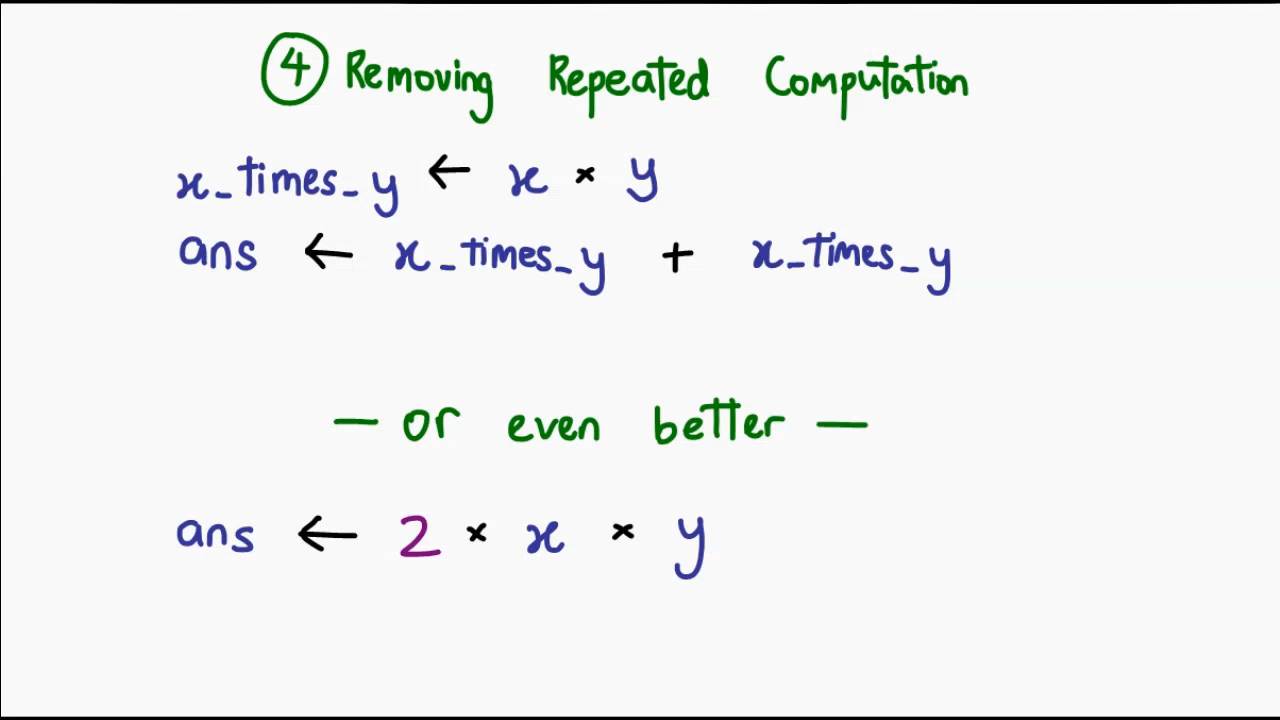 ④ Removing Repeated Computation
x_times_y ← x * y
ans ← x_times_y + x_times_y
— or even better —
ans ← 2 * x * y